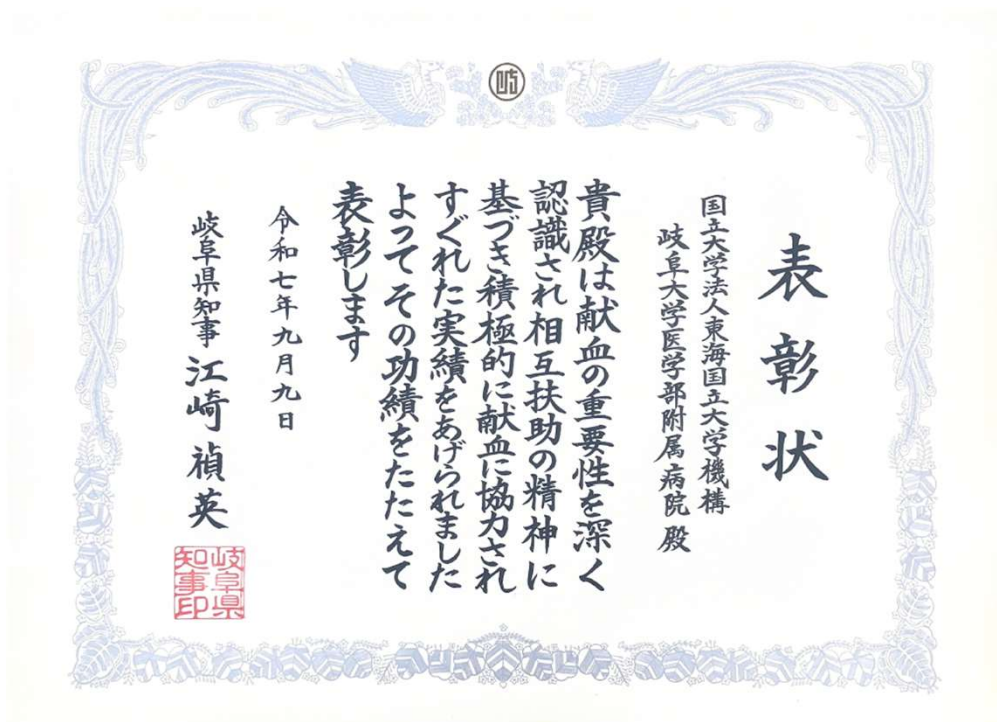 岐
表彰状
国立大学法人東海国立大学機構
岐阜大学医学部附属病院 殿
貴殿は献血の重要性を深く
認識され相互扶助の精神に
基づき積極的に献血に協力され
すぐれた実績をあげられました
よってその功績をたたえて
表彰します
令和七年九月九日
岐阜県知事 江崎禎英
岐阜県
知事印